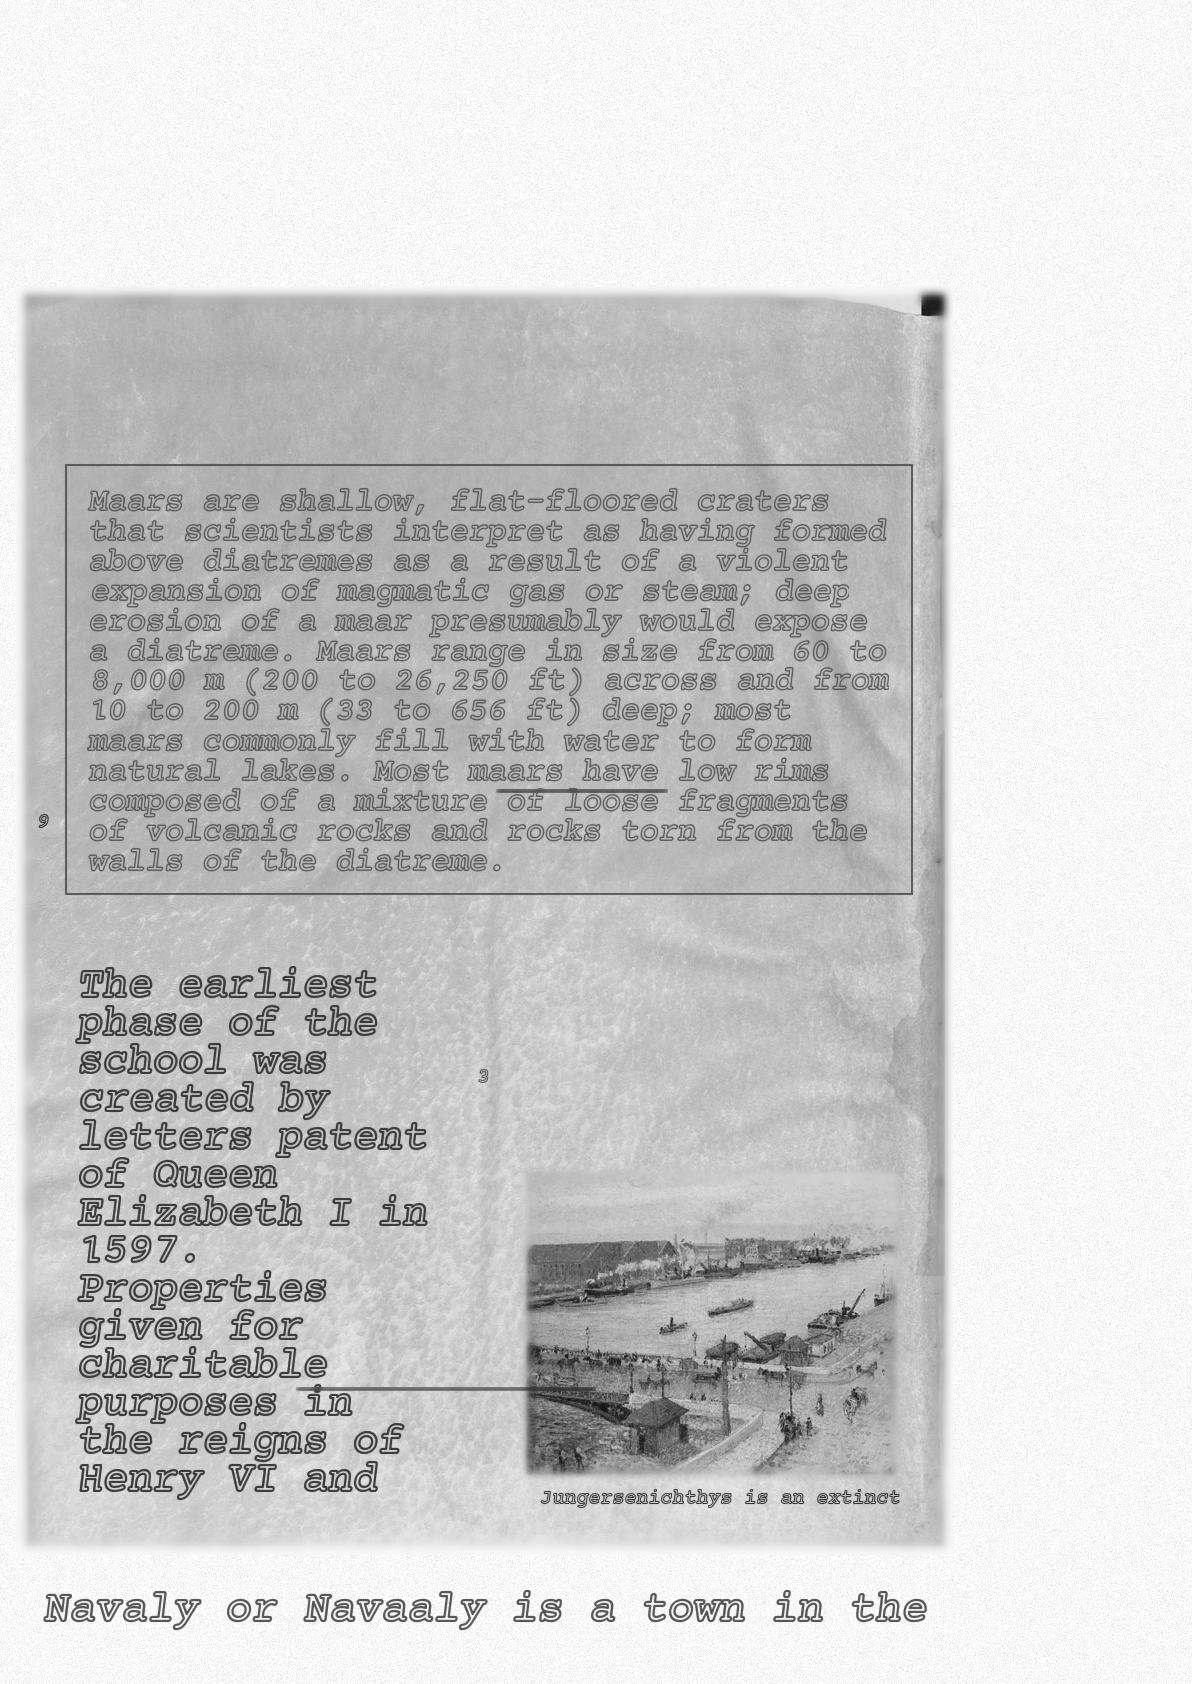 Maars are shallow, flat-floored craters
that scientists interpret as having formed
above diatremes as a result of a violent
expansion of magmatic gas or steam; deep
erosion of a maar presumably would expose
a diatreme. Maars range in size from 60 to
8,000 m (200 to 26,250 ft) across and from
10 to 200 m (33 to 656 ft) deep; most
maars commonly fill with water to form
natural lakes. Most maars have low rims
composed of a mixture of loose fragments
of volcanic rocks and rocks torn from the
walls of the diatreme.
9
The earliest
phase of the
school was
created by
letters patent
of Queen
Elizabeth I in
1597.
Properties
given for
charitable
purposes in
the reigns of
Henry VI and
3
Jungersenichthys is an extinct
Navaly or Navaaly is a town in the